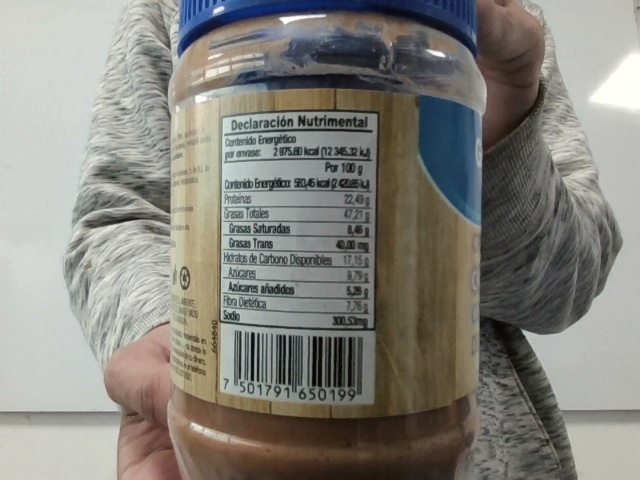 Declaración Nutrimental
Contenido Energético
por envase: 2 975,60 kcal (12 345,32 kJ)
Por 100 g
Contenido Energético: 583,45 kcal (2 420,65 kJ)
Proteínas 22,49 g
Grasas Totales 47,21 g
Grasas Saturadas 8,46 g
Grasas Trans 40,00 mg
Hidratos de Carbono Disponibles 17,15 g
Azúcares 9,79 g
Azúcares añadidos 5,29 g
Fibra Dietética 7,76 g
Sodio 300,53mg
7 501791 650199